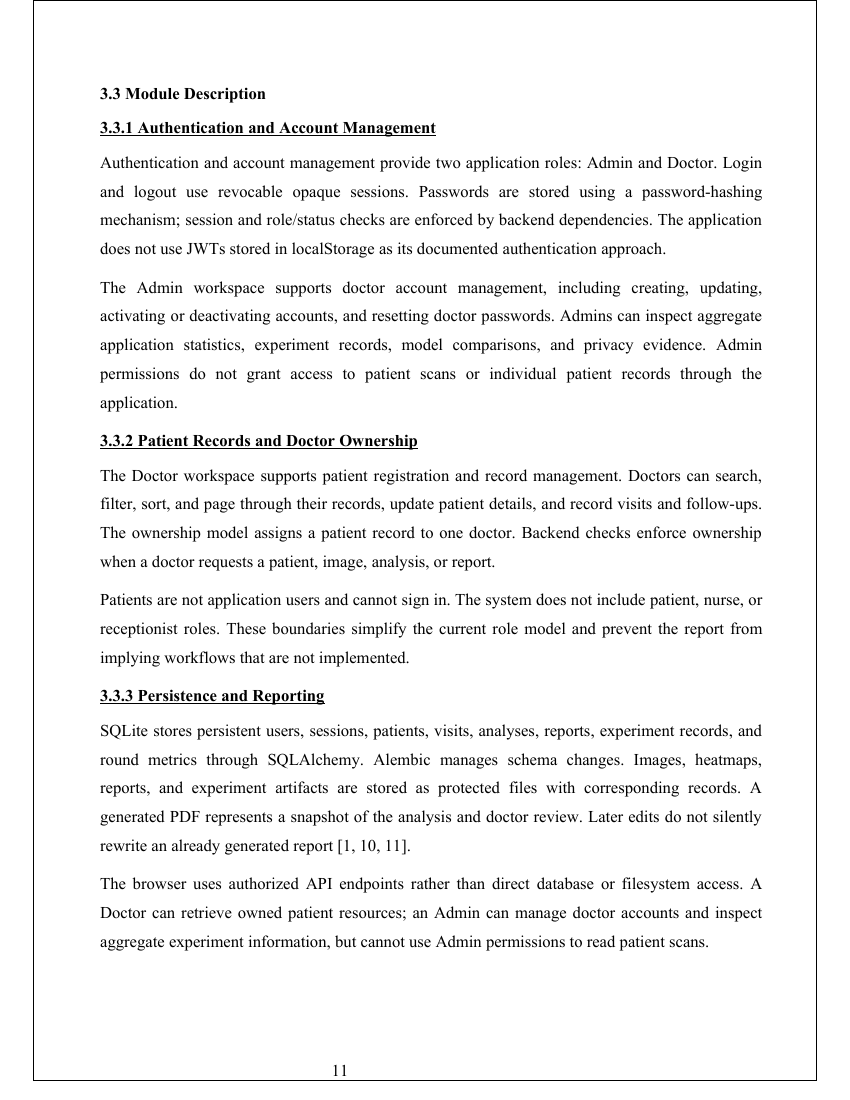 3.3 Module Description
3.3.1 Authentication and Account Management
Authentication and account management provide two application roles: Admin and Doctor. Login
and logout use revocable opaque sessions. Passwords are stored using a password-hashing
mechanism; session and role/status checks are enforced by backend dependencies. The application
does not use JWTs stored in localStorage as its documented authentication approach.
The Admin workspace supports doctor account management, including creating, updating,
activating or deactivating accounts, and resetting doctor passwords. Admins can inspect aggregate
application statistics, experiment records, model comparisons, and privacy evidence. Admin
permissions do not grant access to patient scans or individual patient records through the
application.
3.3.2 Patient Records and Doctor Ownership
The Doctor workspace supports patient registration and record management. Doctors can search,
filter, sort, and page through their records, update patient details, and record visits and follow-ups.
The ownership model assigns a patient record to one doctor. Backend checks enforce ownership
when a doctor requests a patient, image, analysis, or report.
Patients are not application users and cannot sign in. The system does not include patient, nurse, or
receptionist roles. These boundaries simplify the current role model and prevent the report from
implying workflows that are not implemented.
3.3.3 Persistence and Reporting
SQLite stores persistent users, sessions, patients, visits, analyses, reports, experiment records, and
round metrics through SQLAlchemy. Alembic manages schema changes. Images, heatmaps,
reports, and experiment artifacts are stored as protected files with corresponding records. A
generated PDF represents a snapshot of the analysis and doctor review. Later edits do not silently
rewrite an already generated report [1, 10, 11].
The browser uses authorized API endpoints rather than direct database or filesystem access. A
Doctor can retrieve owned patient resources; an Admin can manage doctor accounts and inspect
aggregate experiment information, but cannot use Admin permissions to read patient scans.
11